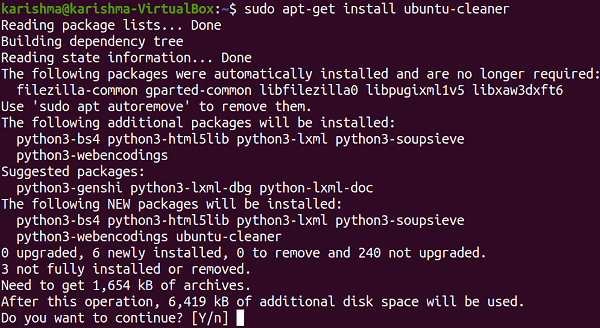 karishma@karishma-VirtualBox:~$ sudo apt-get install ubuntu-cleaner
Reading package lists... Done
Building dependency tree
Reading state information... Done
The following packages were automatically installed and are no longer required:
  filezilla-common gparted-common libfilezilla0 libpugixml1v5 libxaw3dxft6
Use 'sudo apt autoremove' to remove them.
The following additional packages will be installed:
  python3-bs4 python3-html5lib python3-lxml python3-soupsieve
  python3-webencodings
Suggested packages:
  python3-genshi python3-lxml-dbg python-lxml-doc
The following NEW packages will be installed:
  python3-bs4 python3-html5lib python3-lxml python3-soupsieve
  python3-webencodings ubuntu-cleaner
0 upgraded, 6 newly installed, 0 to remove and 240 not upgraded.
3 not fully installed or removed.
Need to get 1,654 kB of archives.
After this operation, 6,419 kB of additional disk space will be used.
Do you want to continue? [Y/n]